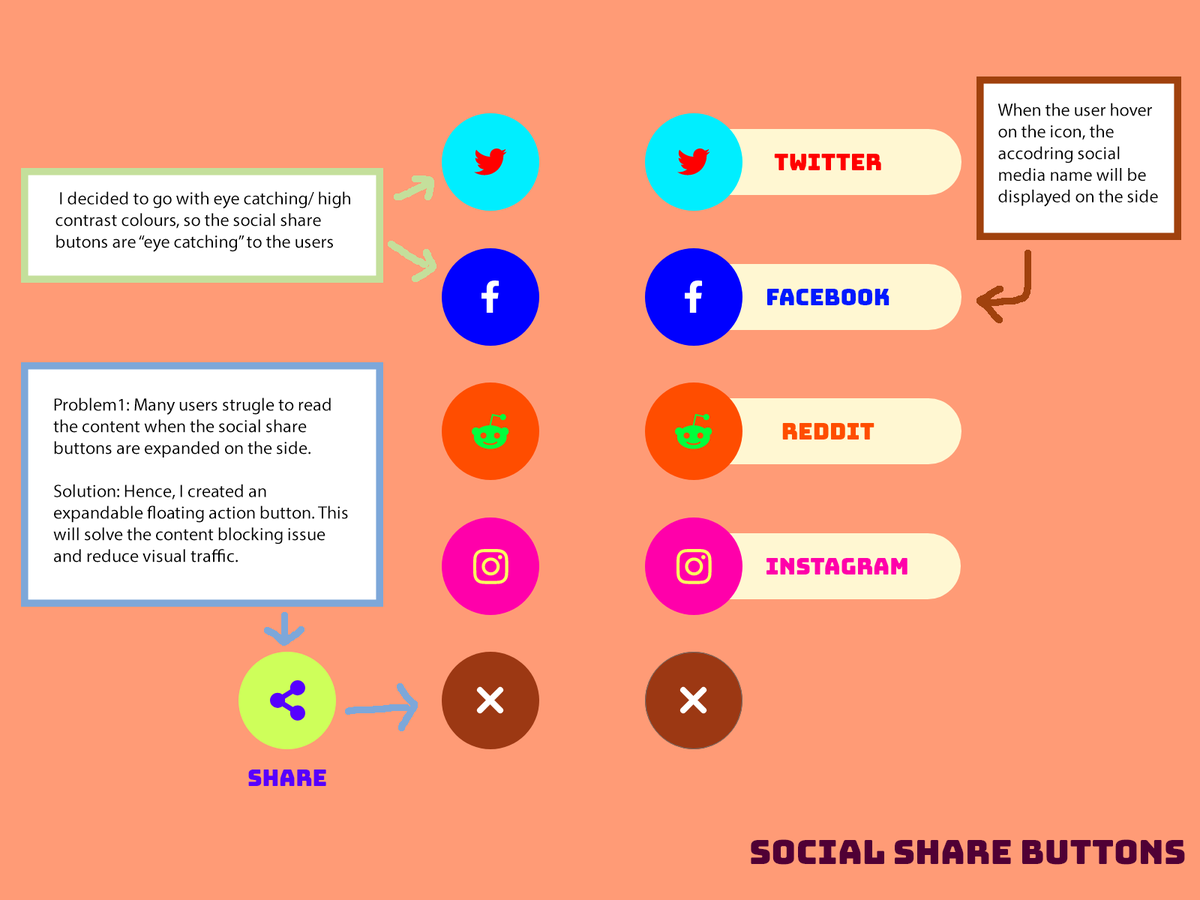 I decided to go with eye catching/ high
contrast colours, so the social share
butons are “eye catching” to the users
Problem1: Many users strugle to read
the content when the social share
buttons are expanded on the side.
Solution: Hence, I created an
expandable floating action button. This
will solve the content blocking issue
and reduce visual traffic.
SHARE
TWITTER
FACEBOOK
REDDIT
INSTAGRAM
When the user hover
on the icon, the
accodring social
media name will be
displayed on the side
SOCIAL SHARE BUTTONS